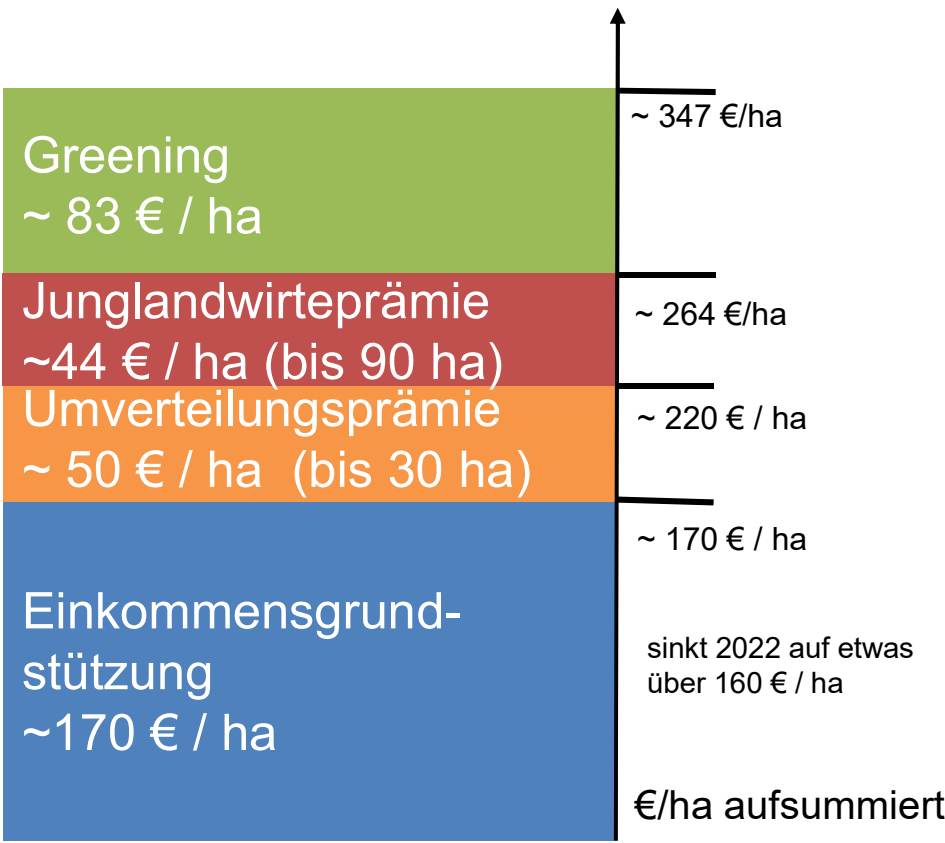 Greening
~ 83 € / ha
Junglandwirteprämie
~44 € / ha (bis 90 ha)
Umverteilungsprämie
~ 50 € / ha  (bis 30 ha)
Einkommensgrund-
stützung
~170 € / ha
~ 347 €/ha
~ 264 €/ha
~ 220 € / ha
~ 170 € / ha
sinkt 2022 auf etwas
über 160 € / ha
€/ha aufsummiert